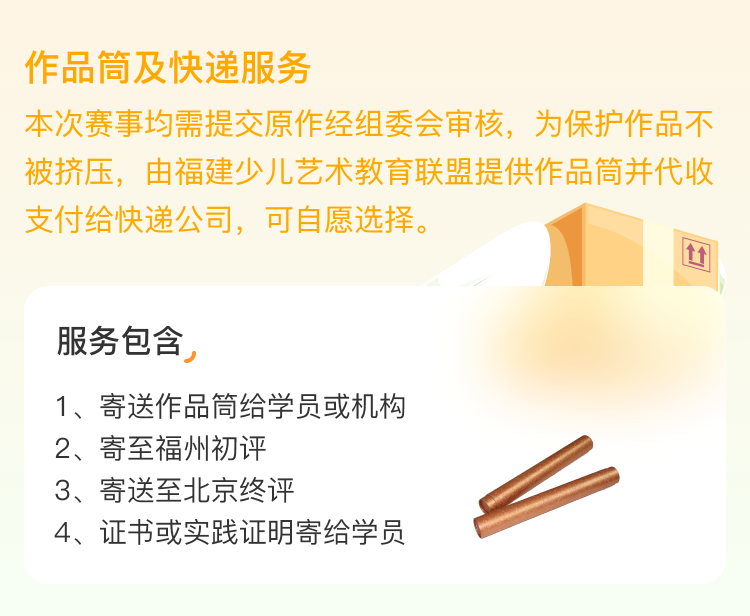 作品筒及快递服务
本次赛事均需提交原作经组委会审核，为保护作品不
被挤压，由福建少儿艺术教育联盟提供作品筒并代收
支付给快递公司，可自愿选择。
服务包含
1、寄送作品筒给学员或机构
2、寄至福州初评
3、寄送至北京终评
4、证书或实践证明寄给学员